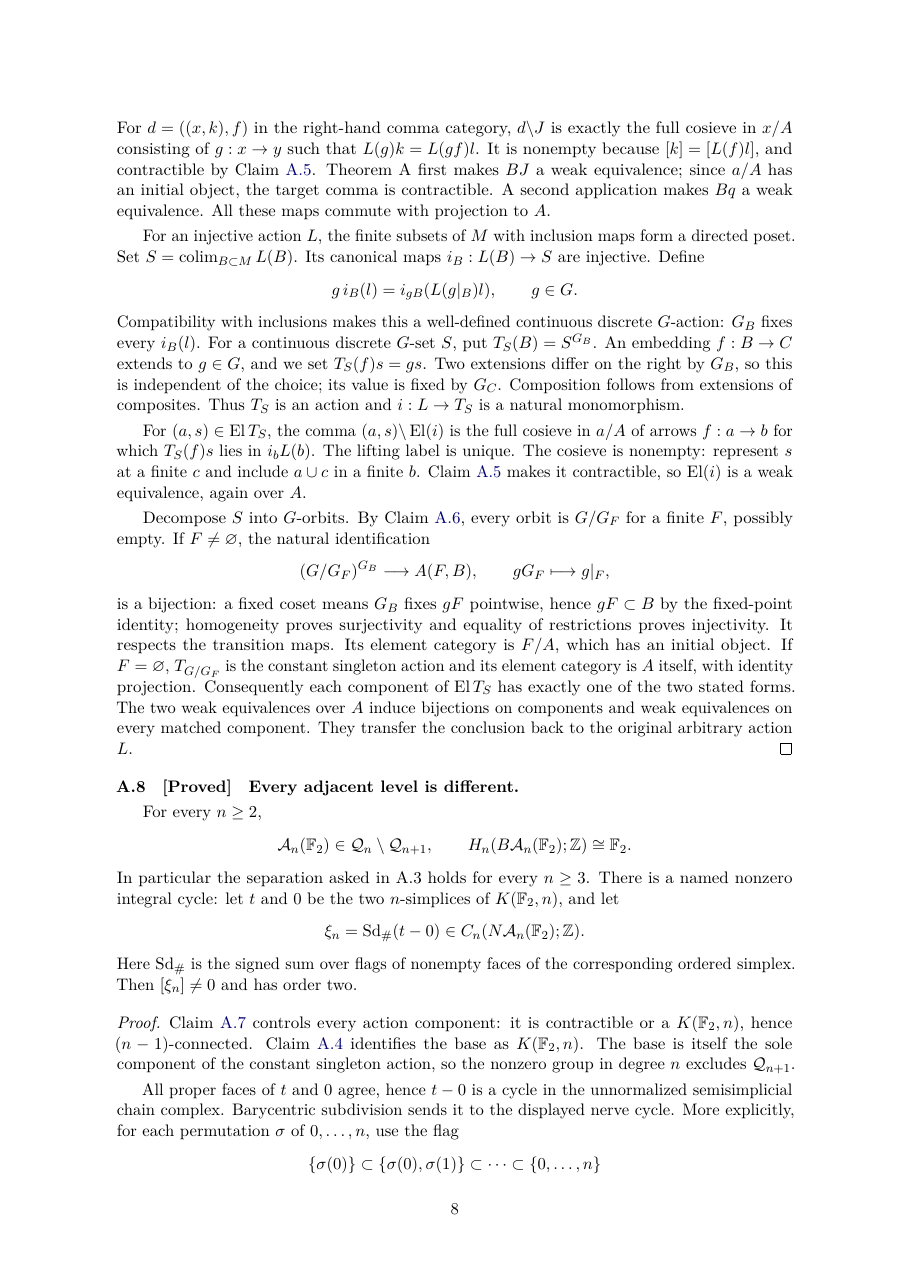 For d = ((x, k), f) in the right-hand comma category, d\J is exactly the full cosieve in x/A
consisting of g : x → y such that L(g)k = L(gf)l. It is nonempty because [k] = [L(f)l], and
contractible by Claim A.5. Theorem A first makes BJ a weak equivalence; since a/A has
an initial object, the target comma is contractible. A second application makes Bq a weak
equivalence. All these maps commute with projection to A.
For an injective action L, the finite subsets of M with inclusion maps form a directed poset.
Set S = colim_{B⊂M} L(B). Its canonical maps i_B : L(B) → S are injective. Define
g i_B(l) = i_{gB}(L(g|_B)l), g ∈ G.
Compatibility with inclusions makes this a well-defined continuous discrete G-action: G_B fixes
every i_B(l). For a continuous discrete G-set S, put T_S(B) = S^{G_B}. An embedding f : B → C
extends to g ∈ G, and we set T_S(f)s = gs. Two extensions differ on the right by G_B, so this
is independent of the choice; its value is fixed by G_C. Composition follows from extensions of
composites. Thus T_S is an action and i : L → T_S is a natural monomorphism.
For (a, s) ∈ El T_S, the comma (a, s)\ El(i) is the full cosieve in a/A of arrows f : a → b for
which T_S(f)s lies in i_bL(b). The lifting label is unique. The cosieve is nonempty: represent s
at a finite c and include a ∪ c in a finite b. Claim A.5 makes it contractible, so El(i) is a weak
equivalence, again over A.
Decompose S into G-orbits. By Claim A.6, every orbit is G/G_F for a finite F, possibly
empty. If F ≠ ∅, the natural identification
(G/G_F)^{G_B} ⟶ A(F, B), gG_F ⟼ g|_F,
is a bijection: a fixed coset means G_B fixes gF pointwise, hence gF ⊂ B by the fixed-point
identity; homogeneity proves surjectivity and equality of restrictions proves injectivity. It
respects the transition maps. Its element category is F/A, which has an initial object. If
F = ∅, T_{G/G_F} is the constant singleton action and its element category is A itself, with identity
projection. Consequently each component of El T_S has exactly one of the two stated forms.
The two weak equivalences over A induce bijections on components and weak equivalences on
every matched component. They transfer the conclusion back to the original arbitrary action
L. □
A.8 [Proved] Every adjacent level is different.
For every n ≥ 2,
𝒜_n(𝔽_2) ∈ 𝒬_n \ 𝒬_{n+1}, H_n(B𝒜_n(𝔽_2); ℤ) ≅ 𝔽_2.
In particular the separation asked in A.3 holds for every n ≥ 3. There is a named nonzero
integral cycle: let t and 0 be the two n-simplices of K(𝔽_2, n), and let
ξ_n = Sd_#(t − 0) ∈ C_n(N𝒜_n(𝔽_2); ℤ).
Here Sd_# is the signed sum over flags of nonempty faces of the corresponding ordered simplex.
Then [ξ_n] ≠ 0 and has order two.
Proof. Claim A.7 controls every action component: it is contractible or a K(𝔽_2, n), hence
(n − 1)-connected. Claim A.4 identifies the base as K(𝔽_2, n). The base is itself the sole
component of the constant singleton action, so the nonzero group in degree n excludes 𝒬_{n+1}.
All proper faces of t and 0 agree, hence t − 0 is a cycle in the unnormalized semisimplicial
chain complex. Barycentric subdivision sends it to the displayed nerve cycle. More explicitly,
for each permutation σ of 0, . . . , n, use the flag
{σ(0)} ⊂ {σ(0), σ(1)} ⊂ · · · ⊂ {0, . . . , n}
8